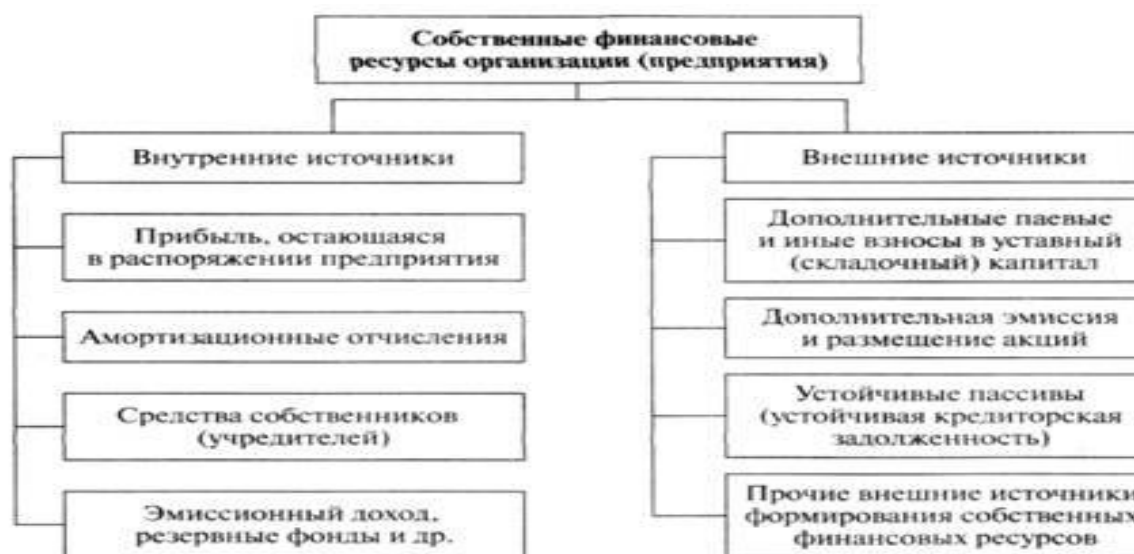 Собственные финансовые
ресурсы организации (предприятия)
Внутренние источники
Прибыль, остающаяся
в распоряжении предприятия
Амортизационные отчисления
Средства собственников
(учредителей)
Эмиссионный доход,
резервные фонды и др.
Внешние источники
Дополнительные паевые
и иные взносы в уставный
(складочный) капитал
Дополнительная эмиссия
и размещение акций
Устойчивые пассивы
(устойчивая кредиторская
задолженность)
Прочие внешние источники
формирования собственных
финансовых ресурсов